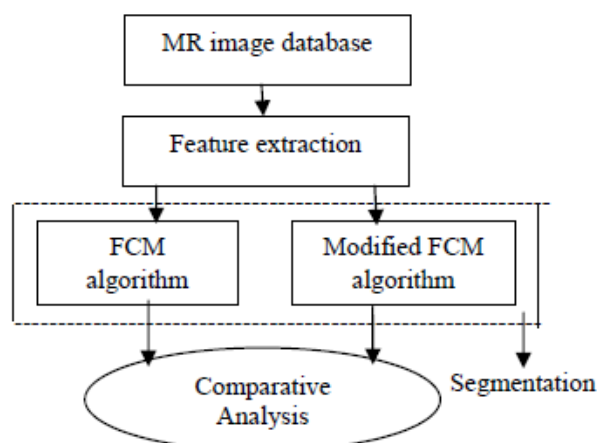 MR image database
Feature extraction
FCM
algorithm
Modified FCM
algorithm
Comparative
Analysis
Segmentation